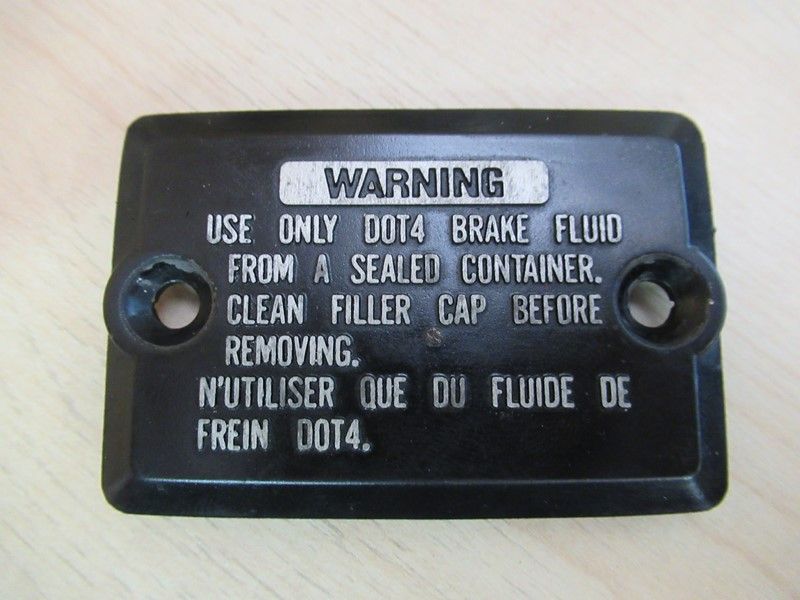 WARNING
USE ONLY DOT4 BRAKE FLUID
FROM A SEALED CONTAINER.
CLEAN FILLER CAP BEFORE
REMOVING.
N'UTILISER QUE DU FLUIDE DE
FREIN DOT4.